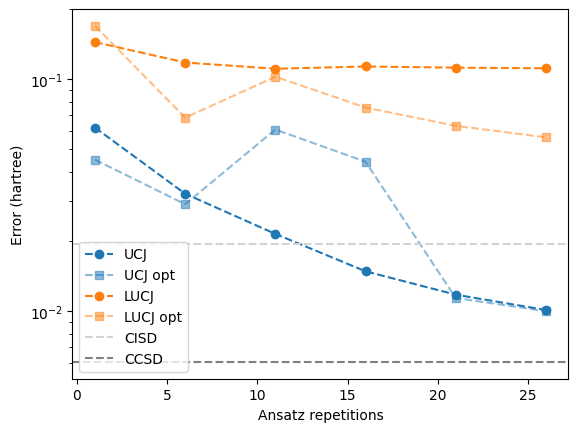 Error (hartree)
10⁻¹
10⁻²
UCJ
UCJ opt
LUCJ
LUCJ opt
CISD
CCSD
0 5 10 15 20 25
Ansatz repetitions